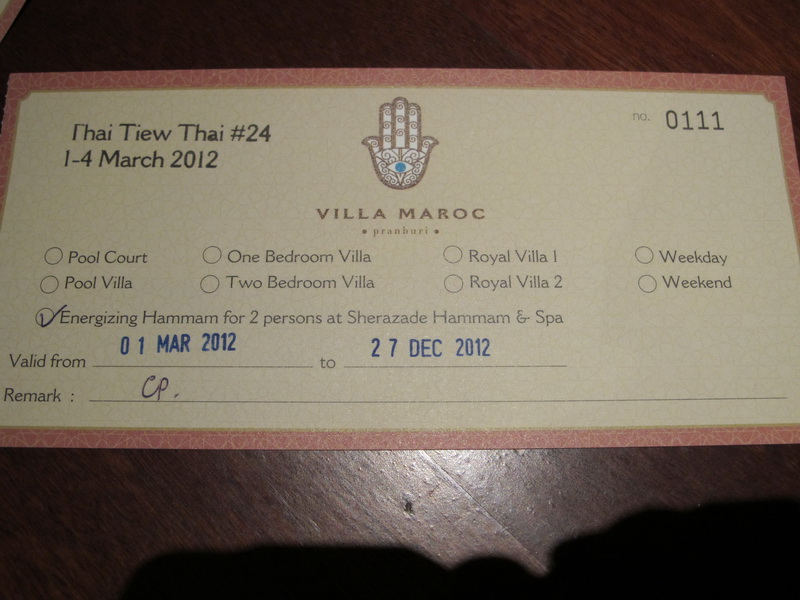 Thai Tiew Thai #24
1-4 March 2012
no. 0111
VILLA MAROC
• pranburi •
Pool Court One Bedroom Villa Royal Villa 1 Weekday
Pool Villa Two Bedroom Villa Royal Villa 2 Weekend
Energizing Hammam for 2 persons at Sherazade Hammam & Spa
Valid from 01 MAR 2012 to 27 DEC 2012
Remark : CP.